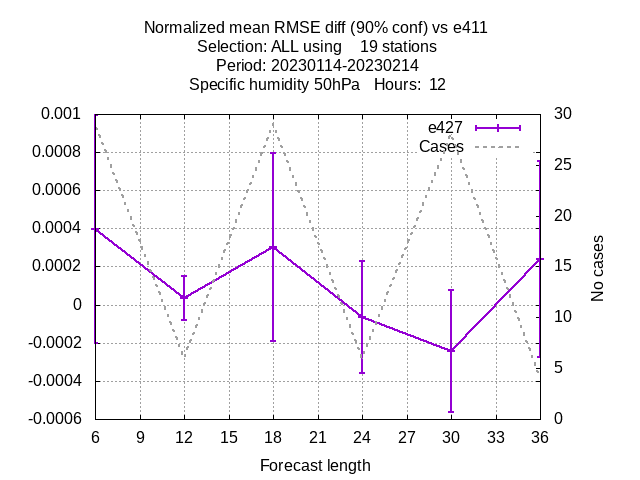 Normalized mean RMSE diff (90% conf) vs e411
Selection: ALL using 19 stations
Period: 20230114-20230214
Specific humidity 50hPa Hours: 12
0.001
0.0008
0.0006
0.0004
0.0002
0
-0.0002
-0.0004
-0.0006
e427
Cases
30
25
20
15
10
5
0
No cases
6 9 12 15 18 21 24 27 30 33 36
Forecast length